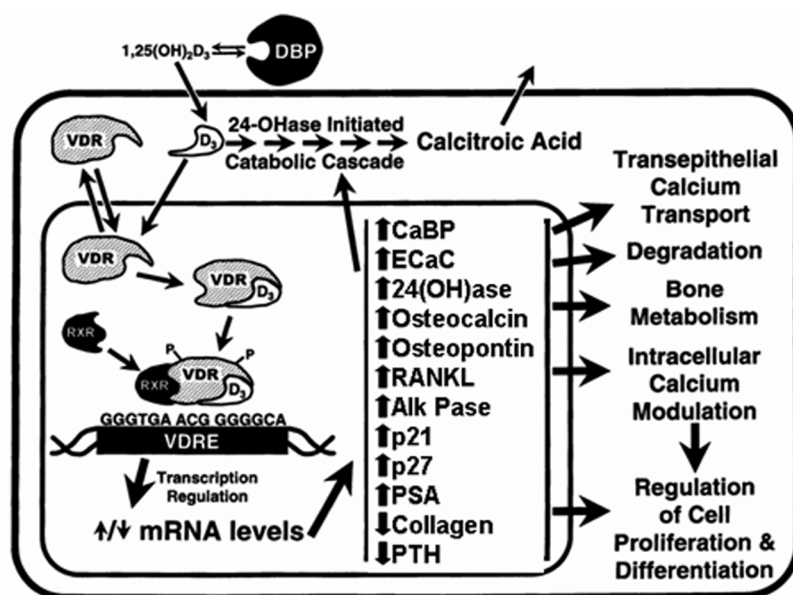 1,25(OH)₂D₃
DBP
VDR
D₃
24-OHase Initiated
Catabolic Cascade
Calcitroic Acid
VDR
VDR
D₃
RXR
P
P
VDR
RXR
D₃
GGGTGA ACG GGGGCA
VDRE
Transcription
Regulation
↑/↓ mRNA levels
↑CaBP
↑ECaC
↑24(OH)ase
↑Osteocalcin
↑Osteopontin
↑RANKL
↑Alk Pase
↑p21
↑p27
↑PSA
↓Collagen
↓PTH
Transepithelial
Calcium
Transport
Degradation
Bone
Metabolism
Intracellular
Calcium
Modulation
Regulation
of Cell
Proliferation &
Differentiation